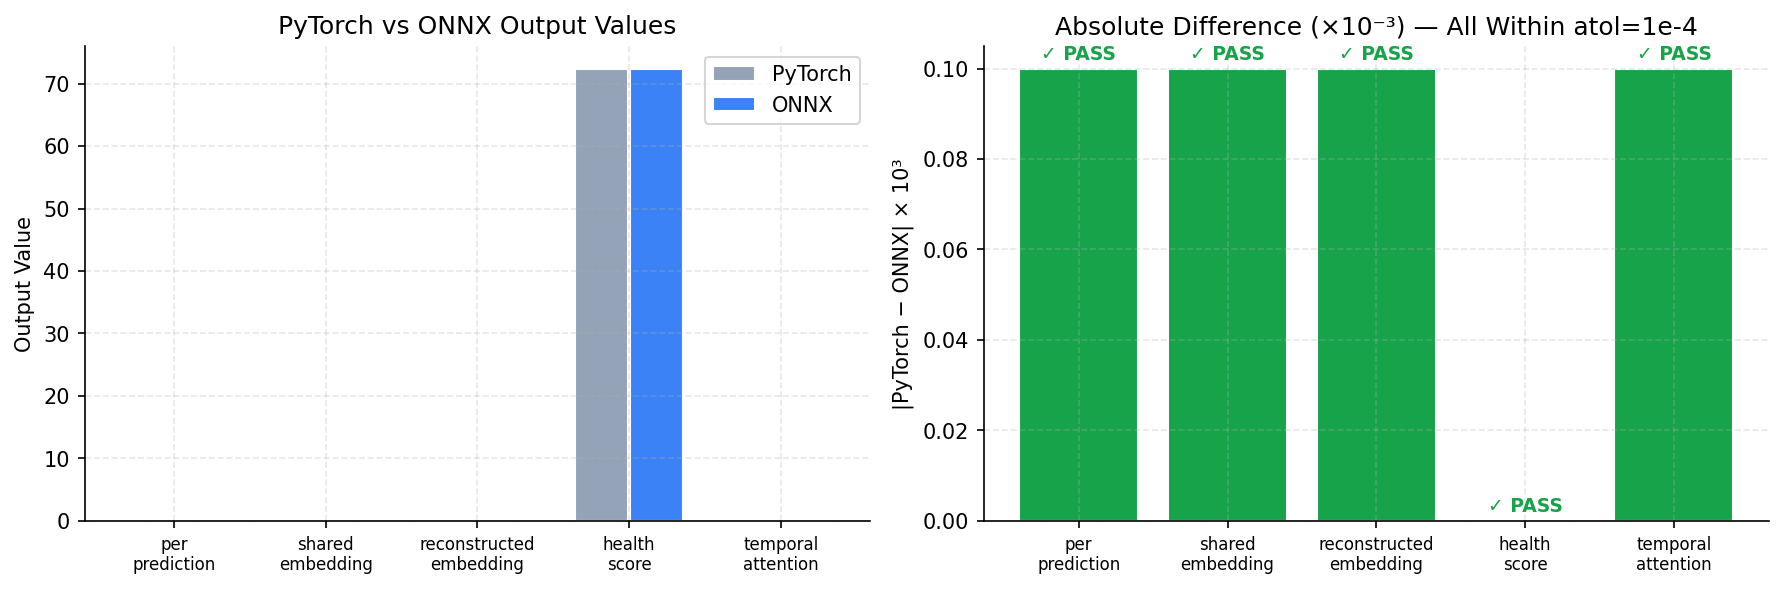 PyTorch vs ONNX Output Values
Output Value
70
60
50
40
30
20
10
0
PyTorch
ONNX
per
prediction
shared
embedding
reconstructed
embedding
health
score
temporal
attention
Absolute Difference (×10⁻³) — All Within atol=1e-4
|PyTorch − ONNX| × 10³
0.10
0.08
0.06
0.04
0.02
0.00
✓ PASS
✓ PASS
✓ PASS
✓ PASS
✓ PASS
per
prediction
shared
embedding
reconstructed
embedding
health
score
temporal
attention